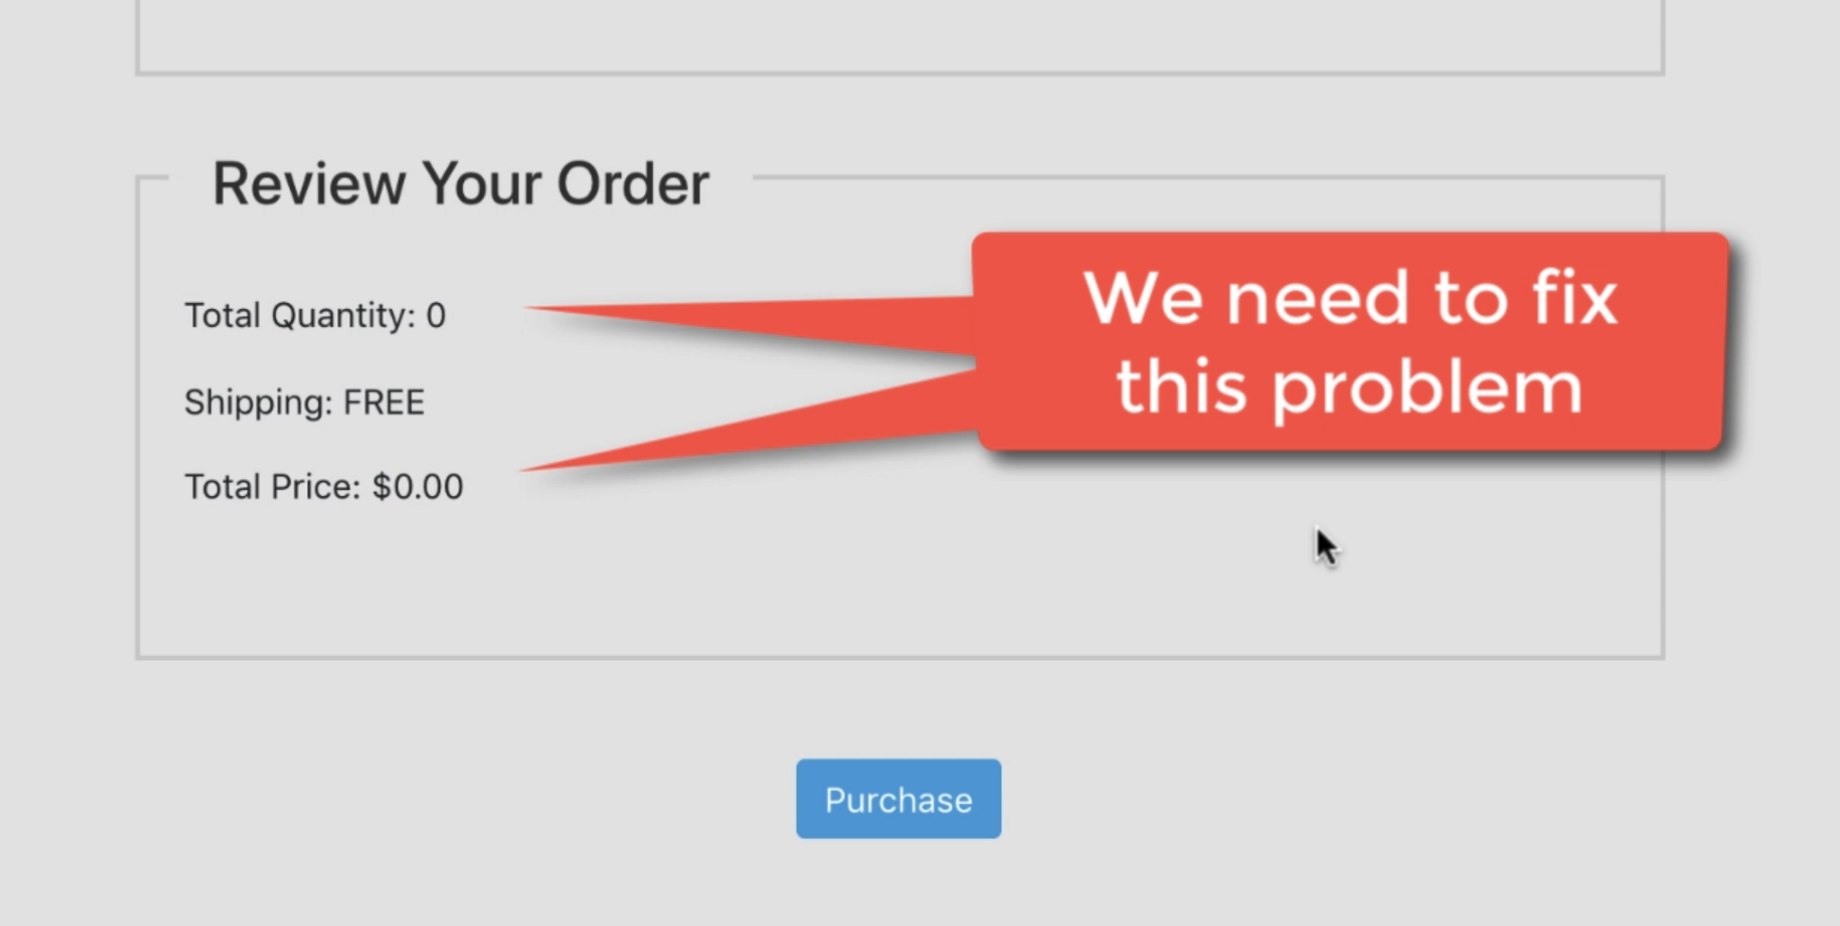 Review Your Order
Total Quantity: 0
Shipping: FREE
Total Price: $0.00
We need to fix
this problem
Purchase